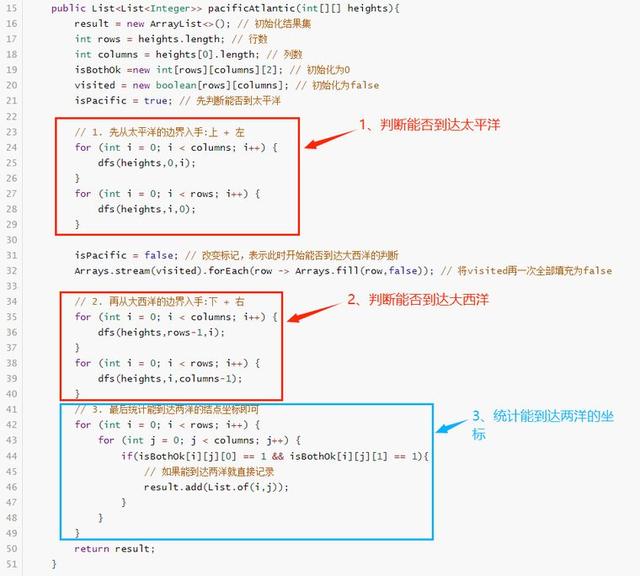 15 public List<List<Integer>> pacificAtlantic(int[][] heights){
16 result = new ArrayList<>(); // 初始化结果集
17 int rows = heights.length; // 行数
18 int columns = heights[0].length; // 列数
19 isBothOk =new int[rows][columns][2]; // 初始化为0
20 visited = new boolean[rows][columns]; // 初始化为false
21 isPacific = true; // 先判断能否到太平洋
22
23 // 1. 先从太平洋的边界入手:上 + 左
1、判断能否到达太平洋
24 for (int i = 0; i < columns; i++) {
25 dfs(heights,0,i);
26 }
27 for (int i = 0; i < rows; i++) {
28 dfs(heights,i,0);
29 }
30
31 isPacific = false; // 改变标记，表示此时开始能否到达大西洋的判断
32 Arrays.stream(visited).forEach(row -> Arrays.fill(row,false)); // 将visited再一次全部填充为false
33
34 // 2. 再从大西洋的边界入手:下 + 右
2、判断能否到达大西洋
35 for (int i = 0; i < columns; i++) {
36 dfs(heights,rows-1,i);
37 }
38 for (int i = 0; i < rows; i++) {
39 dfs(heights,i,columns-1);
40 }
41 // 3. 最后统计能到达两洋的结点坐标即可
42 for (int i = 0; i < rows; i++) {
3、统计能到达两洋的坐
标
43 for (int j = 0; j < columns; j++) {
44 if(isBothOk[i][j][0] == 1 && isBothOk[i][j][1] == 1){
45 // 如果能到达两洋就直接记录
46 result.add(List.of(i,j));
47 }
48 }
49 }
50 return result;
51 }